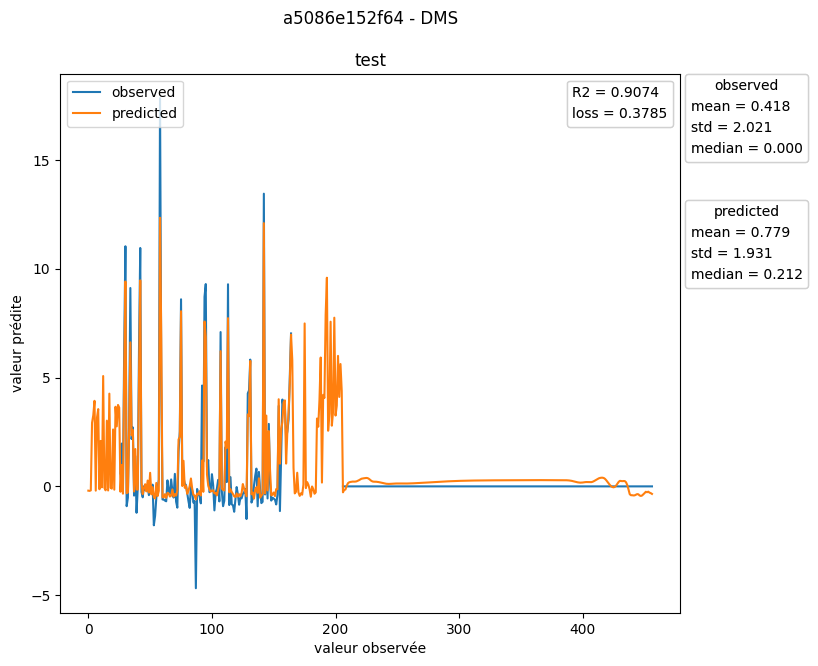 a5086e152f64 - DMS
test
observed
predicted
R2 = 0.9074
loss = 0.3785
observed
mean = 0.418
std = 2.021
median = 0.000
predicted
mean = 0.779
std = 1.931
median = 0.212
valeur prédite
15
10
5
0
−5
0
100
200
300
400
valeur observée